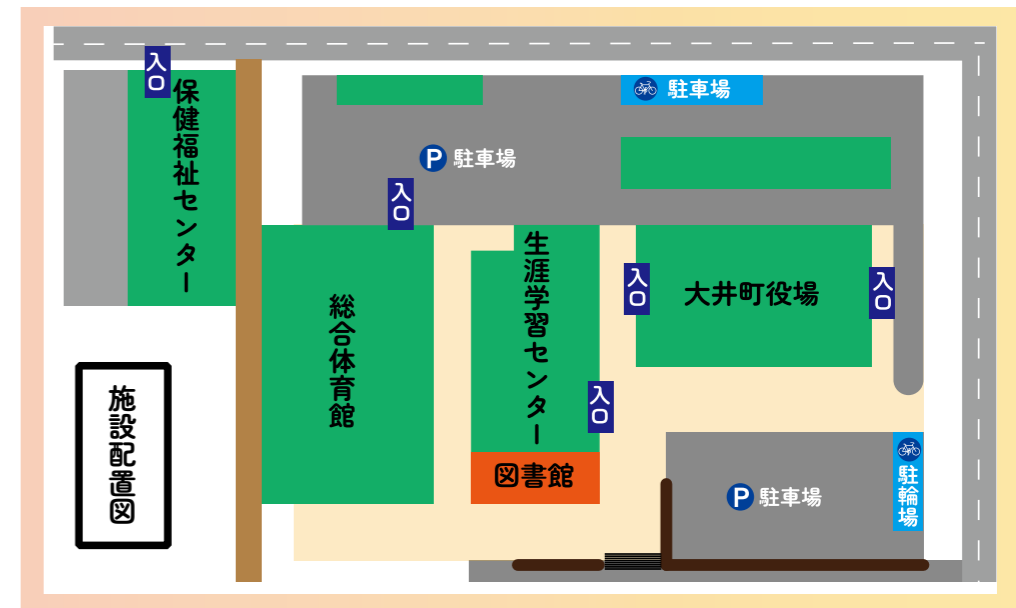 入口
保健福祉センター
駐車場
P 駐車場
入口
総合体育館
生涯学習センター
入口
大井町役場
入口
入口
図書館
施設配置図
P 駐車場
駐輪場